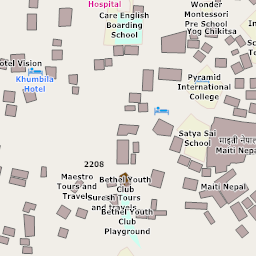 Hospital
Care English
Boarding
School
Wonder
Montessori
Pre School
Yog Chikitsa
Hotel Vision
Khumbila
Hotel
Pyramid
International
College
Satya Sai
School
Maiti Nepal
2208
Maestro
Tours and
Travel
Bethel Youth
Club
Suresh Tours
and travels
Bethel Youth
Club
Playground
Maiti Nepal